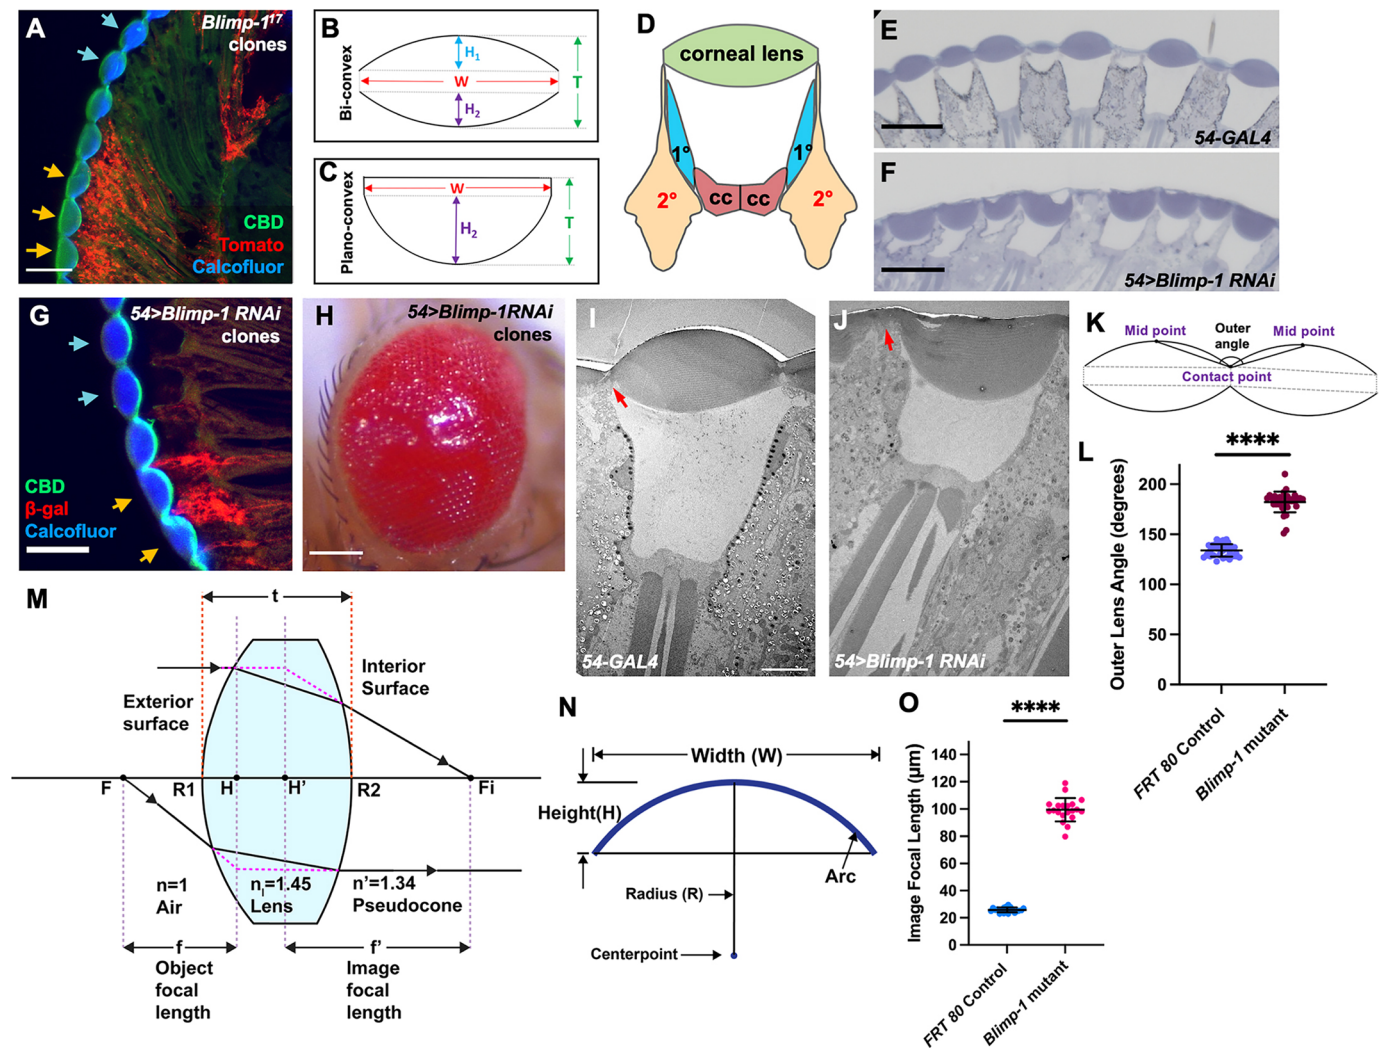 A
Blimp-1¹⁷
clones
CBD
Tomato
Calcofluor
B
Bi-convex
H₁
W
H₂
T
C
Plano-convex
W
H₂
T
D
corneal lens
1°
1°
2°
cc
cc
2°
E
54-GAL4
F
54>Blimp-1 RNAi
G
54>Blimp-1 RNAi
clones
CBD
β-gal
Calcofluor
H
54>Blimp-1RNAi
clones
I
54-GAL4
J
54>Blimp-1 RNAi
K
Mid point
Outer
angle
Mid point
Contact point
L
****
Outer Lens Angle (degrees)
200
150
100
50
0
FRT 80 Control
Blimp-1 mutant
M
t
Exterior
surface
Interior
Surface
F
R1
H
H'
R2
Fi
n=1
Air
nₗ=1.45
Lens
n'=1.34
Pseudocone
f
f'
Object
focal
length
Image
focal
length
N
Width (W)
Height(H)
Arc
Radius (R)
Centerpoint
O
****
Image Focal Length (µm)
140
120
100
80
60
40
20
0
FRT 80 Control
Blimp-1 mutant